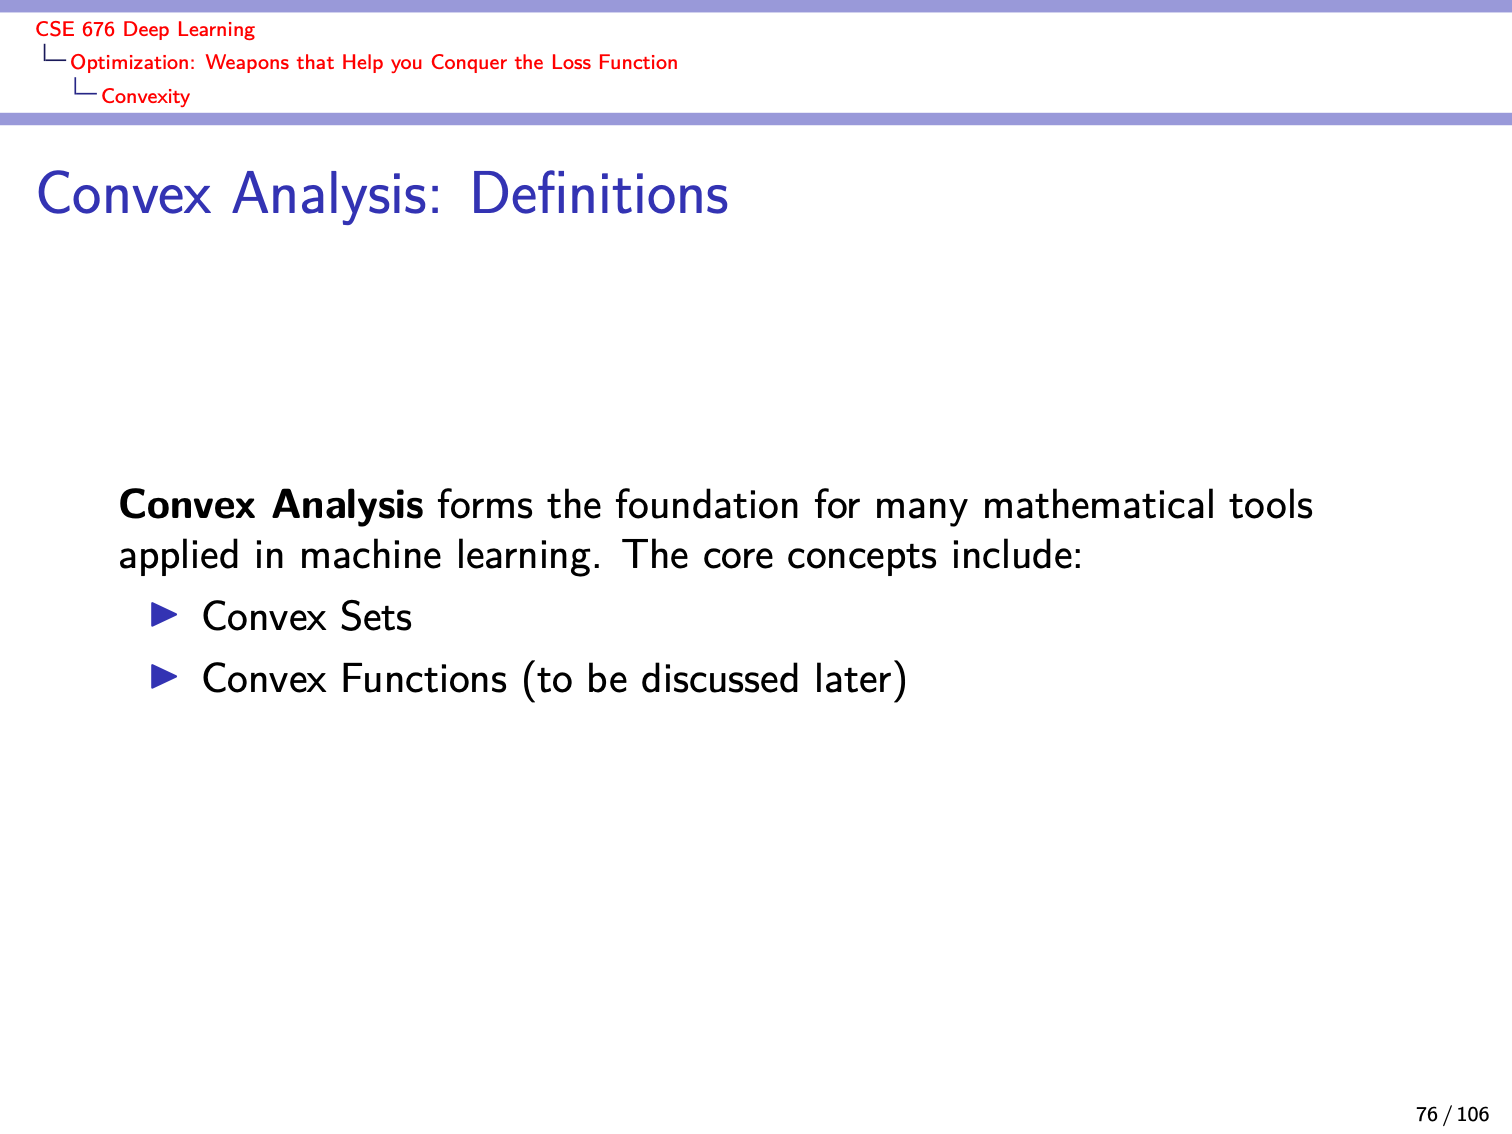 CSE 676 Deep Learning
Optimization: Weapons that Help you Conquer the Loss Function
Convexity
Convex Analysis: Definitions
Convex Analysis forms the foundation for many mathematical tools
applied in machine learning. The core concepts include:
Convex Sets
Convex Functions (to be discussed later)
76 / 106